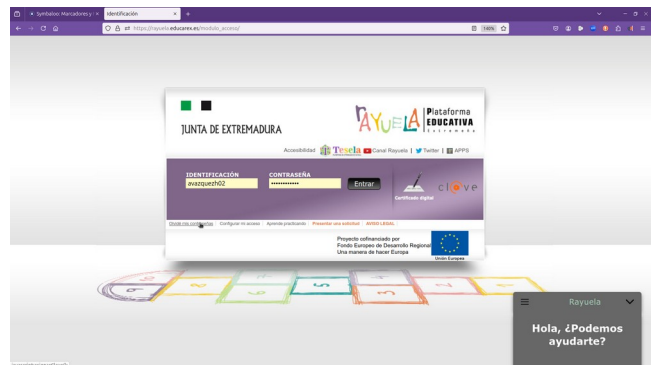 Symbaloo: Marcadores y
Identificación
https://rayuela.educarex.es/modulo_acceso/
140%
JUNTA DE EXTREMADURA
rAYUELA
Plataforma
EDUCATIVA
Extremeña
Accesibilidad Tesela Canal Rayuela | Twitter | APPS
IDENTIFICACIÓN CONTRASEÑA
avazquezh02 Entrar
cl@ve
Certificado digital
Olvidé mis contraseñas Configurar mi acceso Aprende practicando Presentar una solicitud AVISO LEGAL
Proyecto cofinanciado por
Fondo Europeo de Desarrollo Regional
Una manera de hacer Europa
Unión Europea
Rayuela
Hola, ¿Podemos
ayudarte?